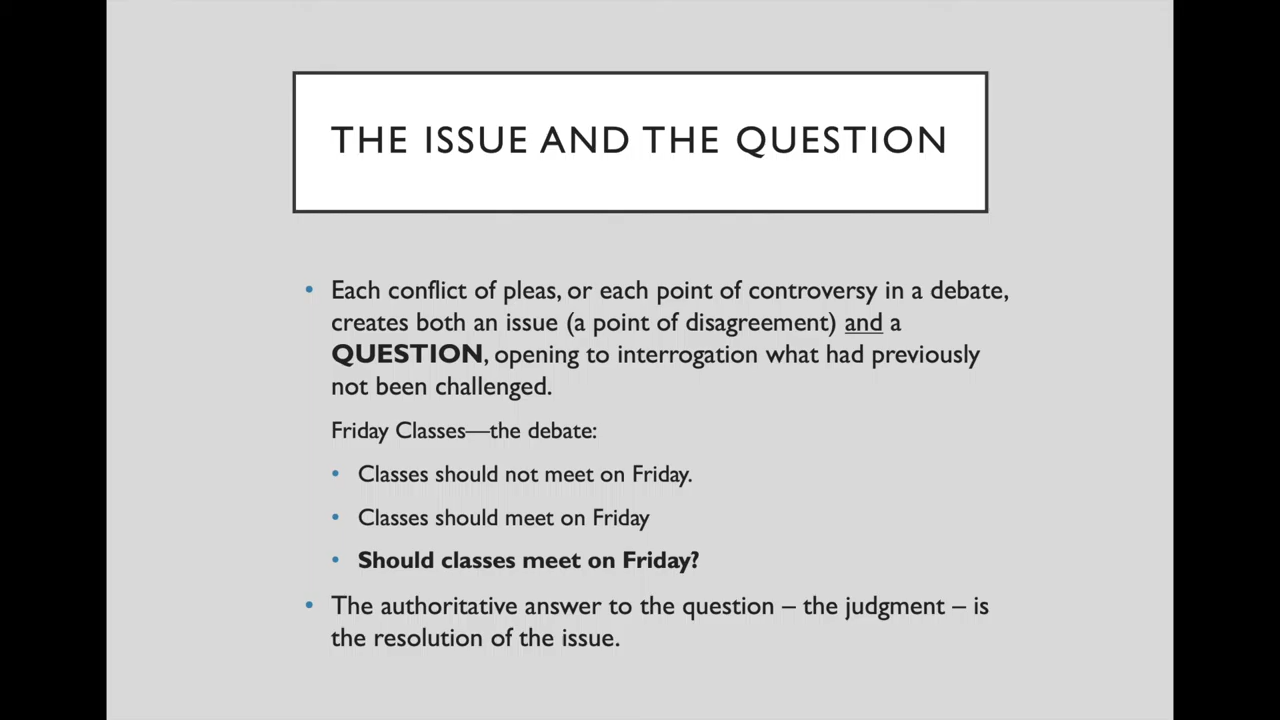 THE ISSUE AND THE QUESTION
• Each conflict of pleas, or each point of controversy in a debate,
creates both an issue (a point of disagreement) and a
QUESTION, opening to interrogation what had previously
not been challenged.
Friday Classes—the debate:
• Classes should not meet on Friday.
• Classes should meet on Friday
• Should classes meet on Friday?
• The authoritative answer to the question – the judgment – is
the resolution of the issue.